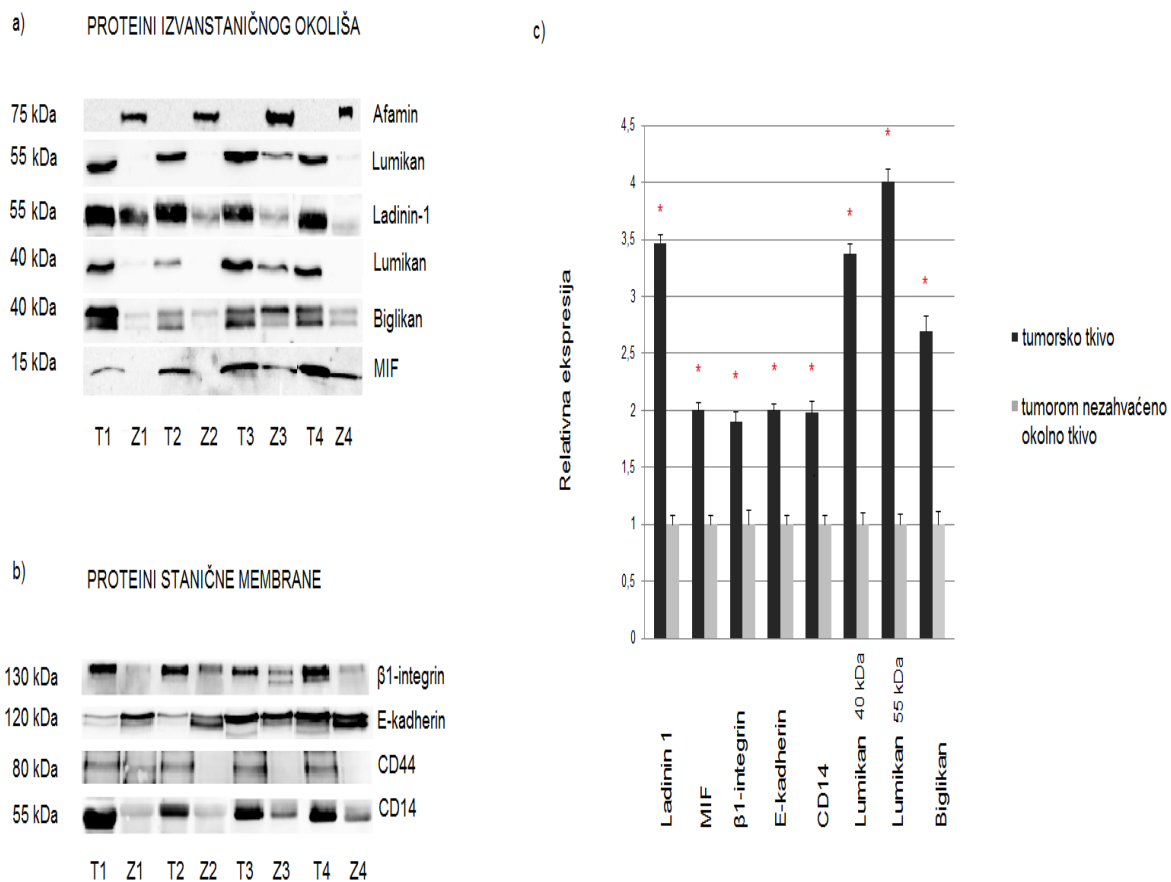 a)
PROTEINI IZVANSTANIČNOG OKOLIŠA
75 kDa
Afamin
55 kDa
Lumikan
55 kDa
Ladinin-1
40 kDa
Lumikan
40 kDa
Biglikan
15 kDa
MIF
T1 Z1 T2 Z2 T3 Z3 T4 Z4
b)
PROTEINI STANIČNE MEMBRANE
130 kDa
β1-integrin
120 kDa
E-kadherin
80 kDa
CD44
55 kDa
CD14
T1 Z1 T2 Z2 T3 Z3 T4 Z4
c)
Relativna ekspresija
4,5
4
3,5
3
2,5
2
1,5
1
0,5
0
* * * * * * * *
Ladinin 1
MIF
β1-integrin
E-kadherin
CD14
Lumikan 40 kDa
Lumikan 55 kDa
Biglikan
tumorsko tkivo
tumorom nezahvaćeno
okolno tkivo